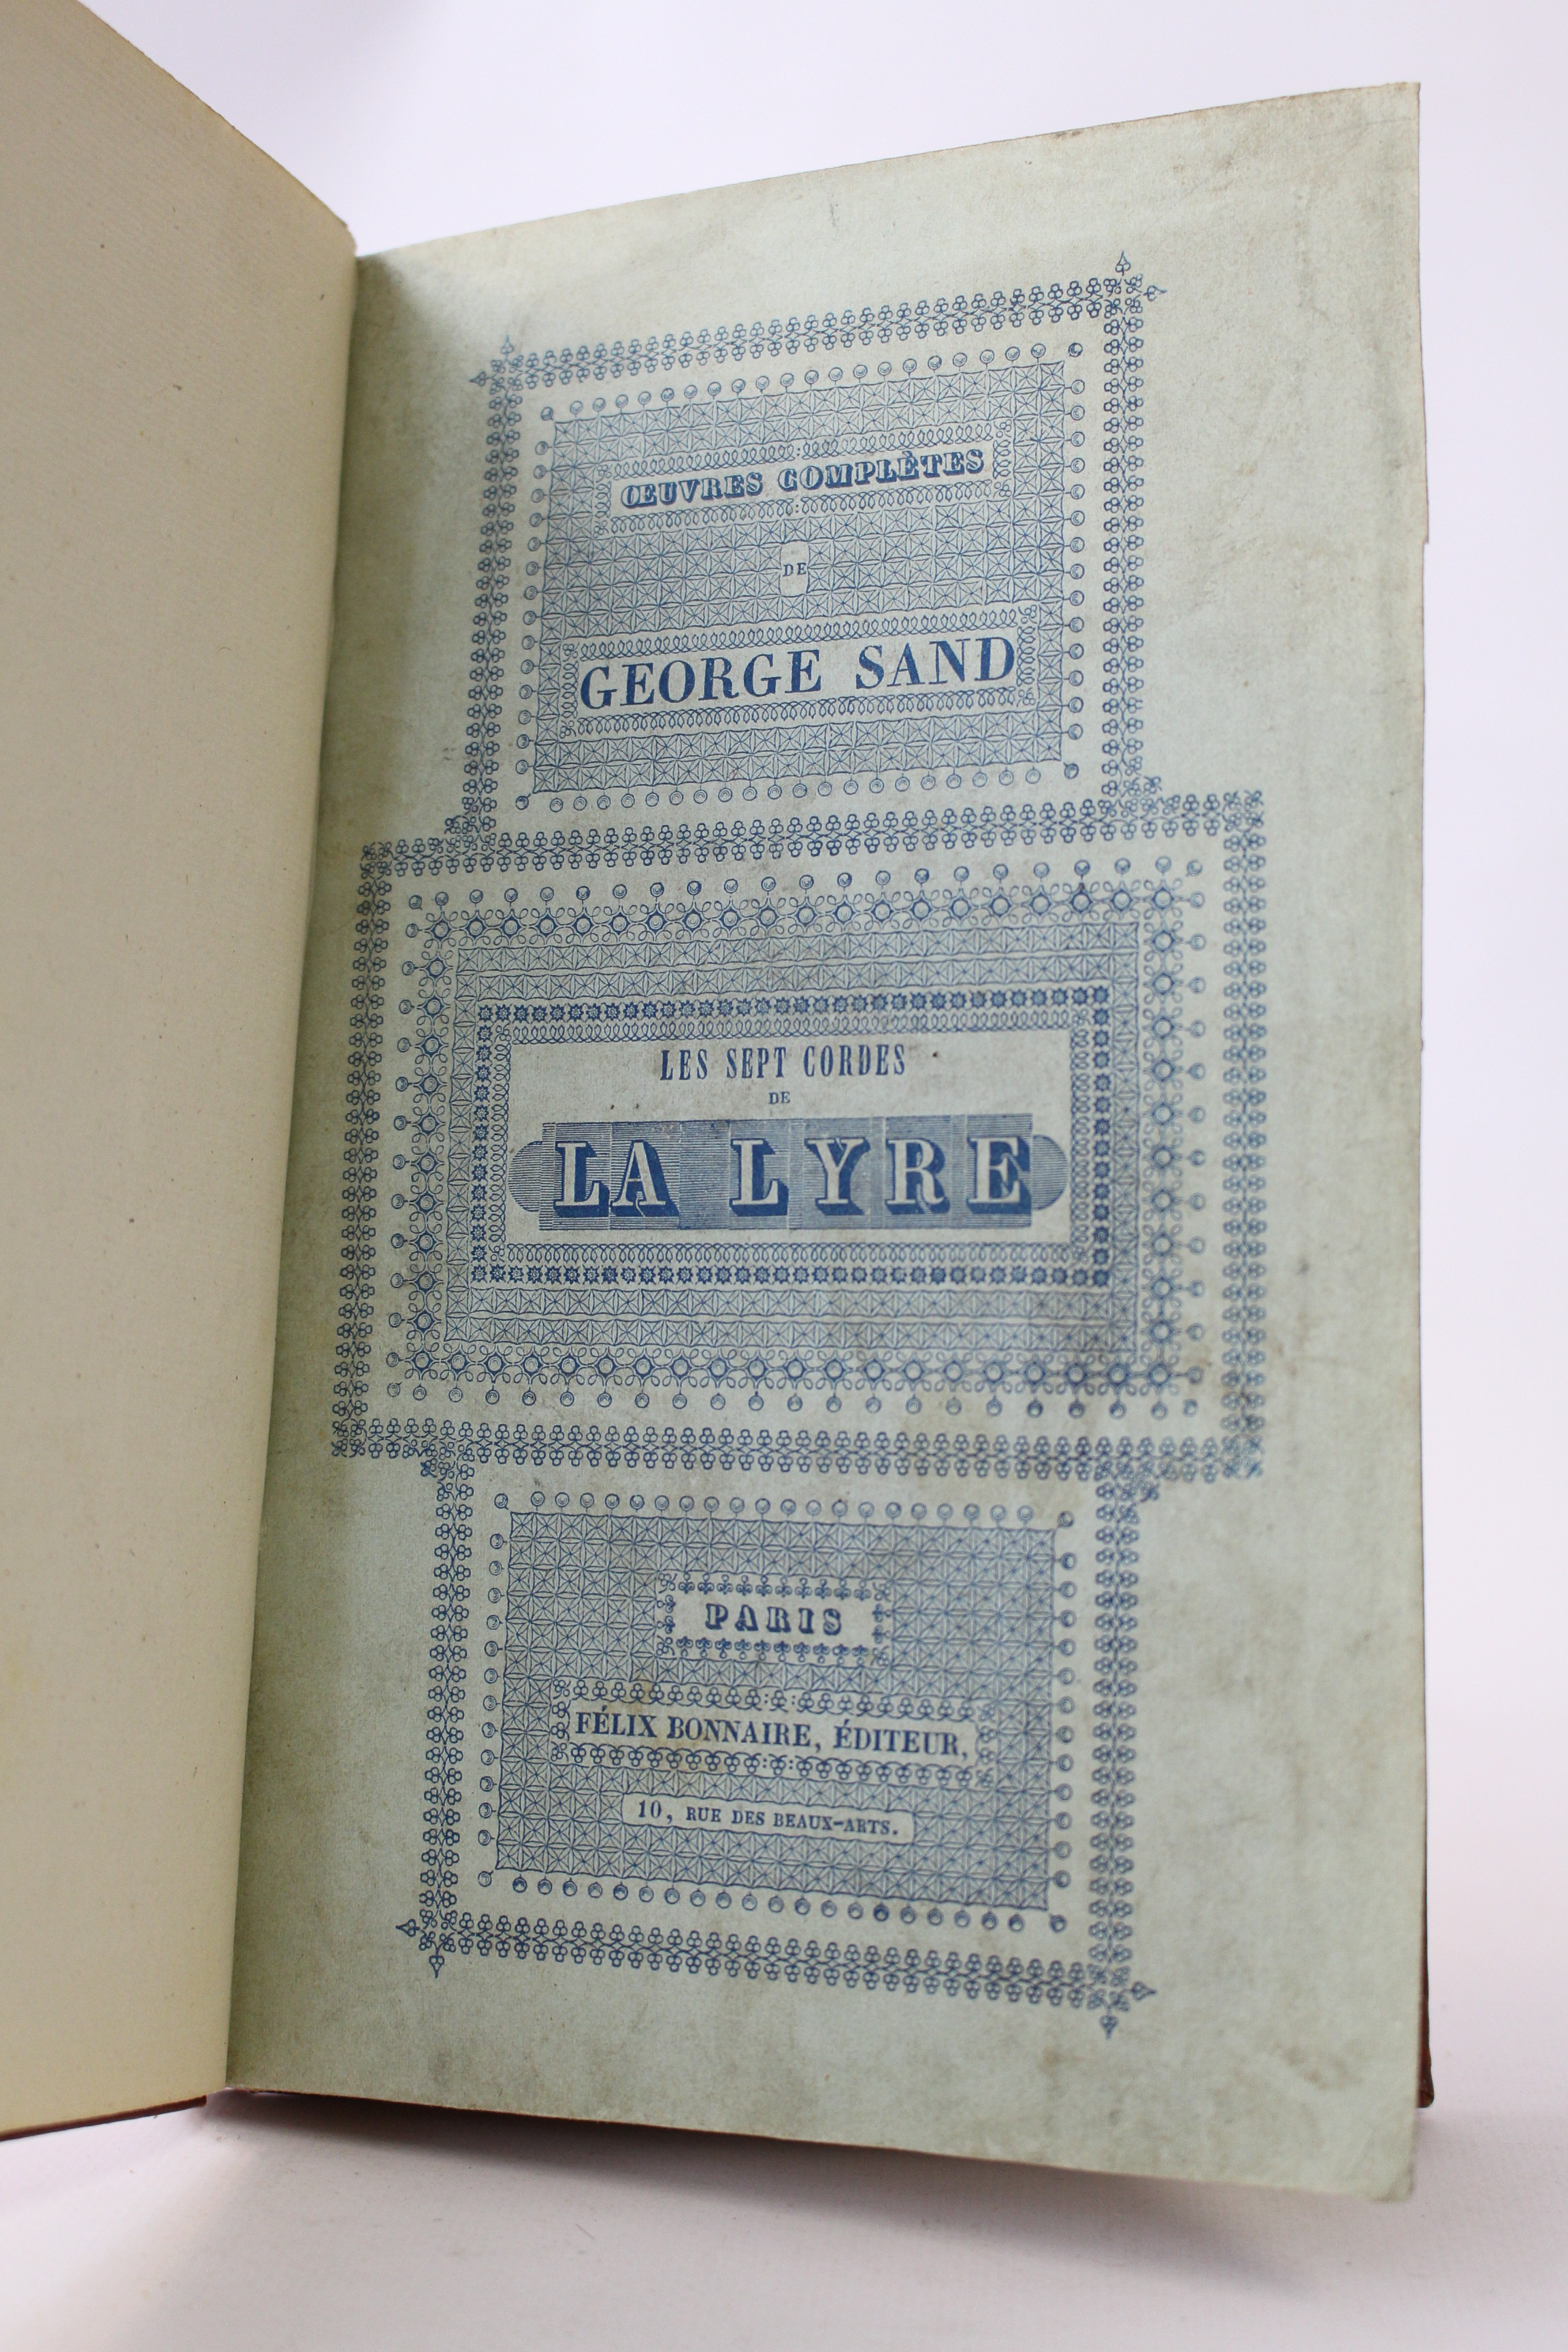 ŒUVRES COMPLÈTES
DE
GEORGE SAND
LES SEPT CORDES
DE
LA LYRE
PARIS
FÉLIX BONNAIRE, ÉDITEUR,
10, RUE DES BEAUX-ARTS.